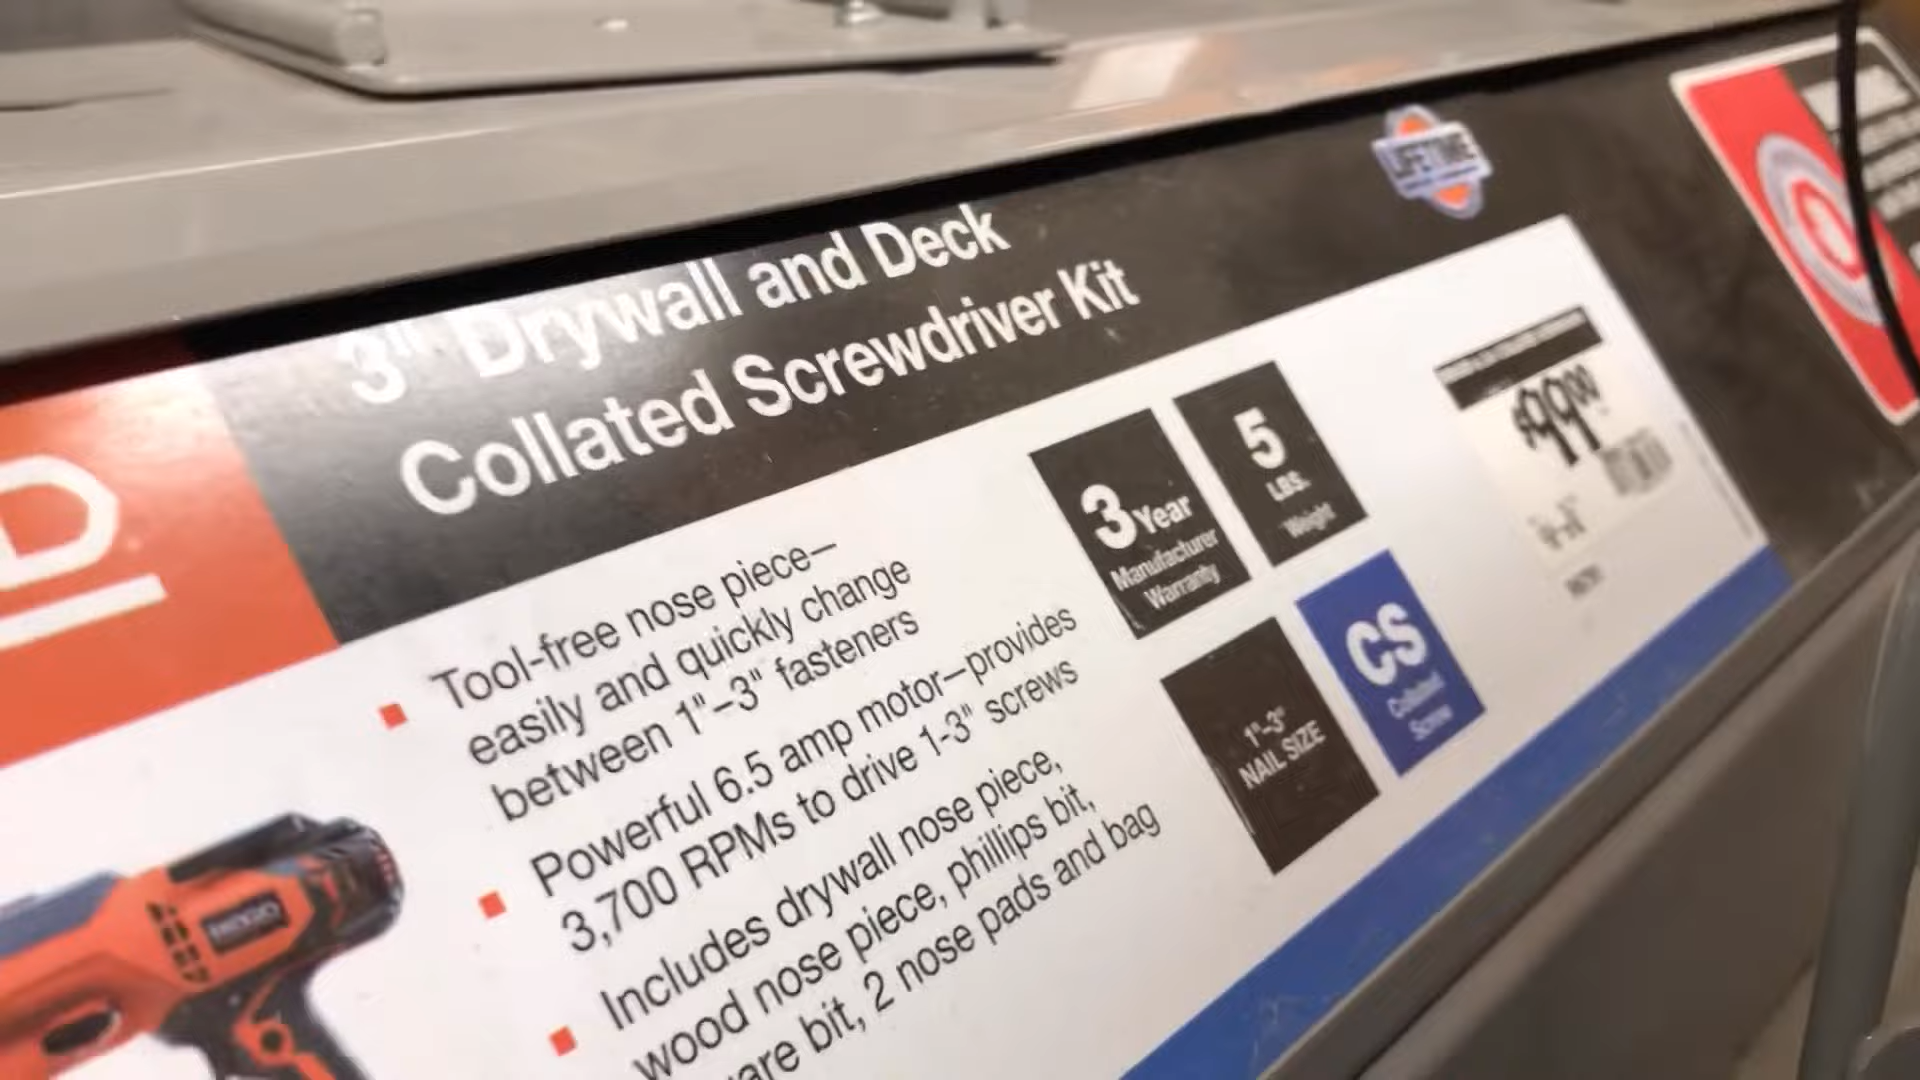 3" Drywall and Deck
Collated Screwdriver Kit
LIFETIME
Tool-free nose piece—
easily and quickly change
between 1"–3" fasteners
Powerful 6.5 amp motor—provides
3,700 RPMs to drive 1-3" screws
Includes drywall nose piece,
wood nose piece, phillips bit,
bit, 2 nose pads and bag
3 Year
Manufacturer
Warranty
5
LBS.
Weight
1"–3"
NAIL SIZE
CS
Collated
Screw
$99.00
RIDGID
D